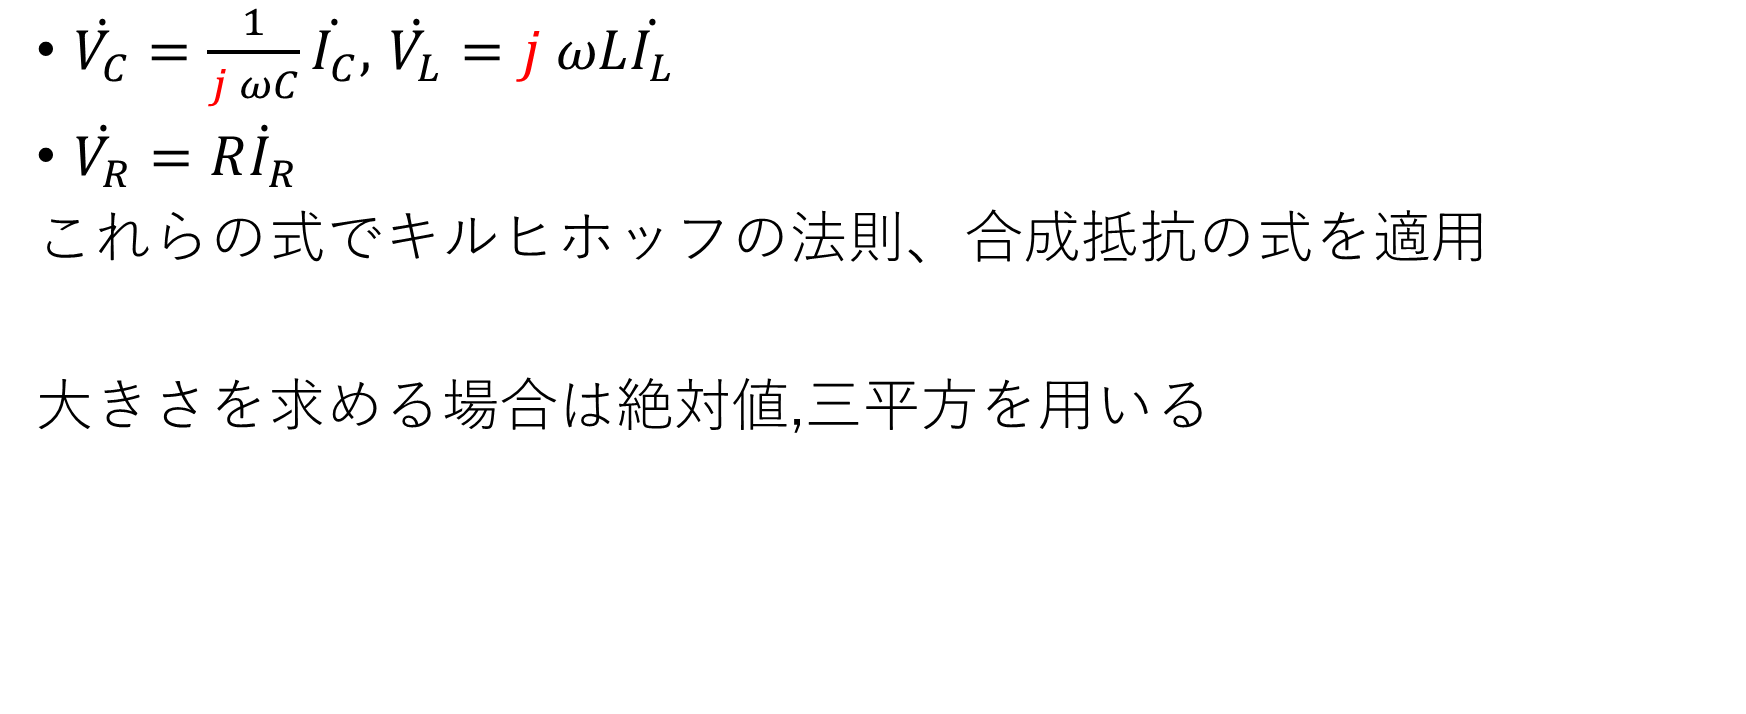 • V̇_C = 1/(j ωC) İ_C, V̇_L = j ωLİ_L
• V̇_R = Rİ_R
これらの式でキルヒホッフの法則、合成抵抗の式を適用
大きさを求める場合は絶対値,三平方を用いる